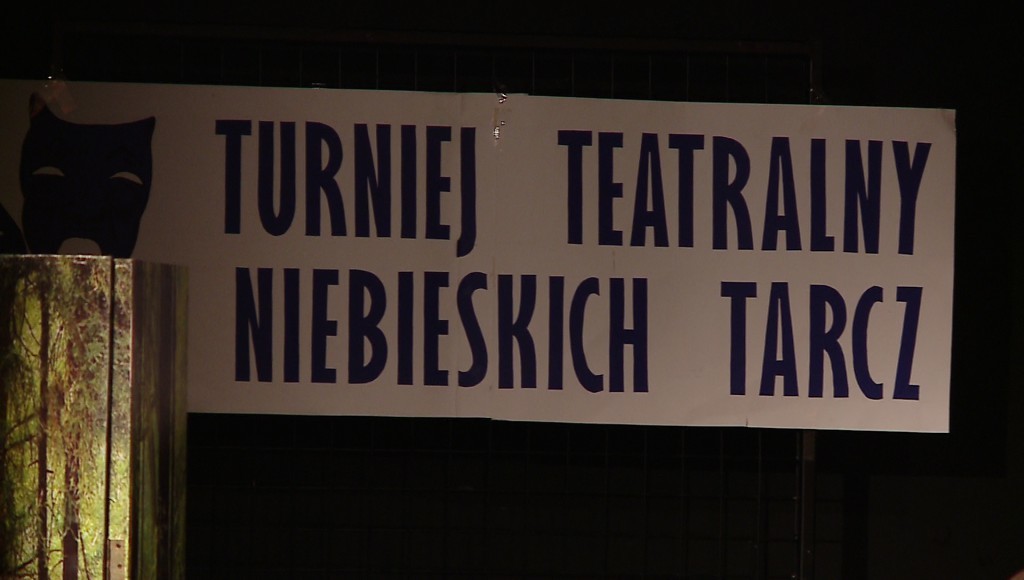 TURNIEJ TEATRALNY
NIEBIESKICH TARCZ